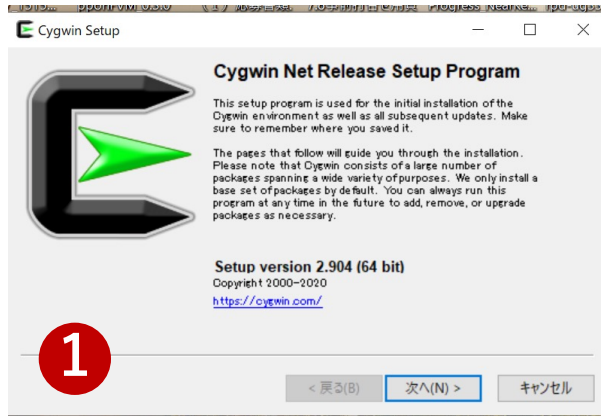 Cygwin Setup
Cygwin Net Release Setup Program
This setup program is used for the initial installation of the
Cygwin environment as well as all subsequent updates. Make
sure to remember where you saved it.
The pages that follow will guide you through the installation.
Please note that Cygwin consists of a large number of
packages spanning a wide variety of purposes. We only install a
base set of packages by default. You can always run this
program at any time in the future to add, remove, or upgrade
packages as necessary.
Setup version 2.904 (64 bit)
Copyright 2000-2020
https://cygwin.com/
1
< 戻る(B)
次へ(N) >
キャンセル